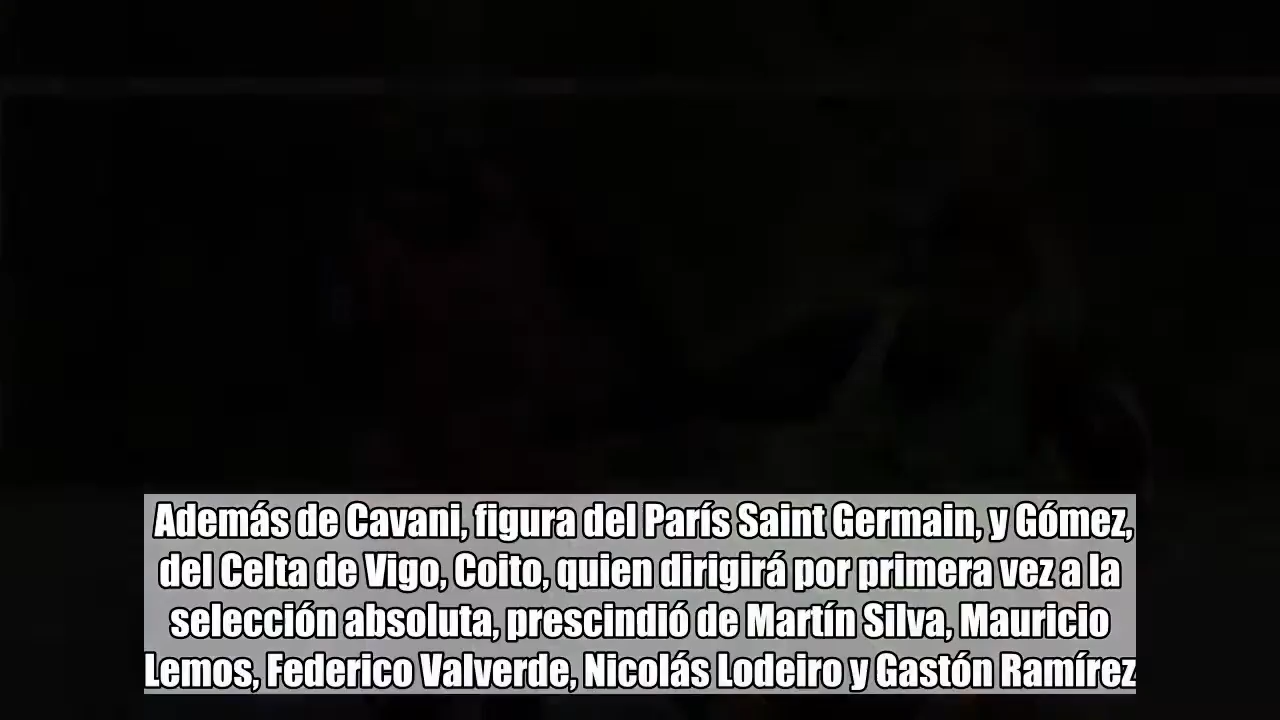 Además de Cavani, figura del París Saint Germain, y Gómez,
del Celta de Vigo, Coito, quien dirigirá por primera vez a la
selección absoluta, prescindió de Martín Silva, Mauricio
Lemos, Federico Valverde, Nicolás Lodeiro y Gastón Ramírez